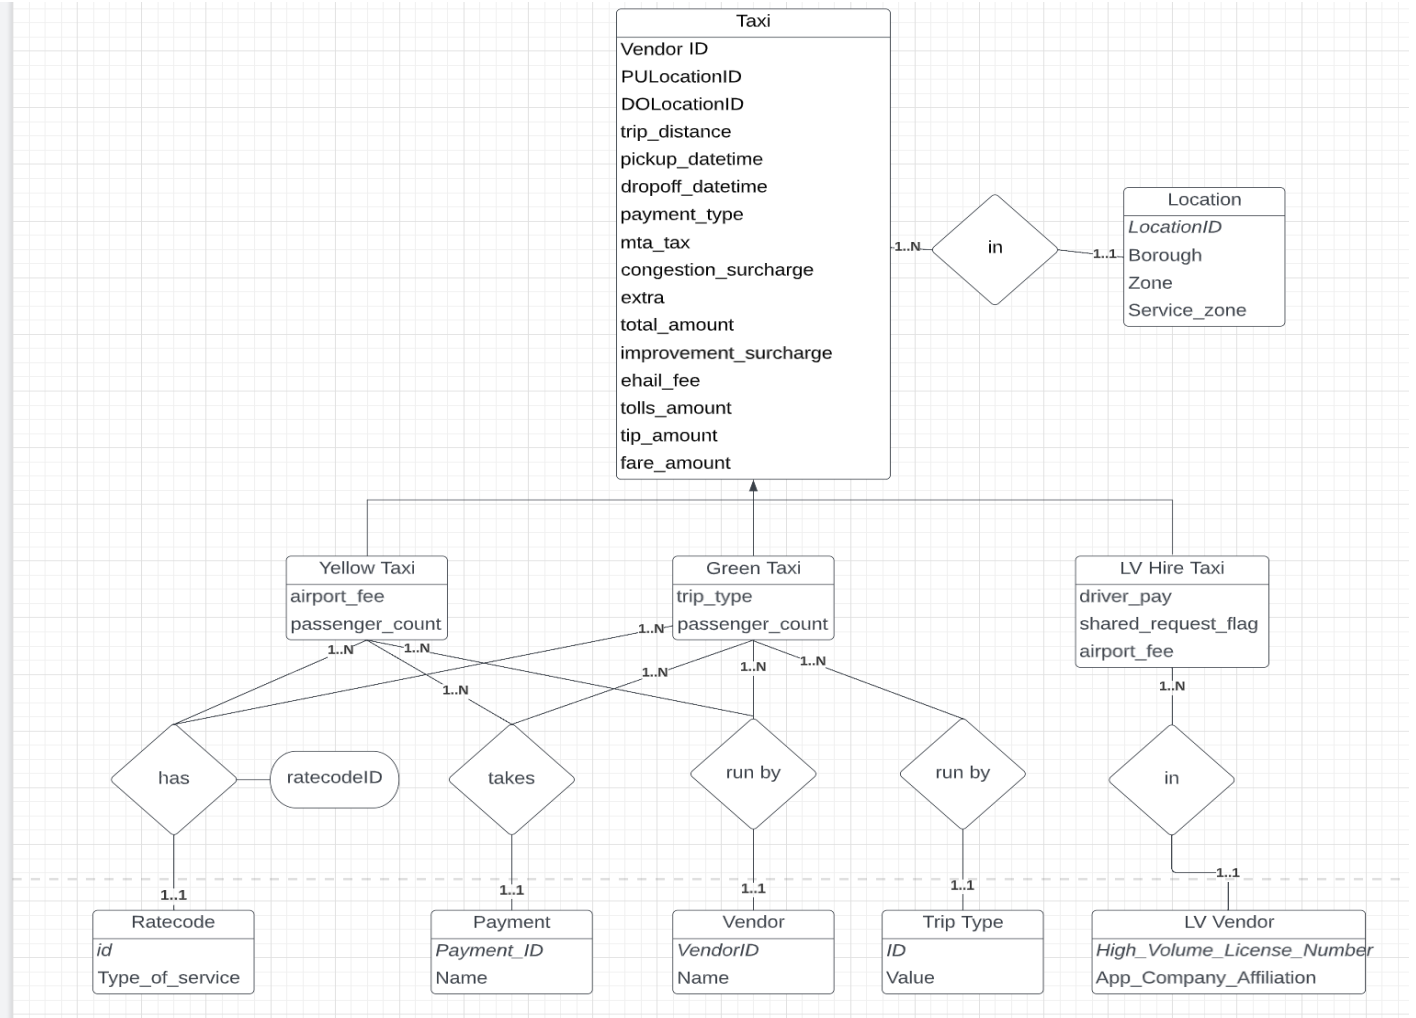 Taxi
Vendor ID
PULocationID
DOLocationID
trip_distance
pickup_datetime
dropoff_datetime
payment_type
mta_tax
congestion_surcharge
extra
total_amount
improvement_surcharge
ehail_fee
tolls_amount
tip_amount
fare_amount
1..N
in
1..1
Location
LocationID
Borough
Zone
Service_zone
Yellow Taxi
airport_fee
passenger_count
Green Taxi
trip_type
passenger_count
LV Hire Taxi
driver_pay
shared_request_flag
airport_fee
1..N
1..N
1..N
1..N
1..N
1..N
1..N
1..N
has
ratecodeID
takes
run by
run by
in
1..1
1..1
1..1
1..1
1..1
Ratecode
id
Type_of_service
Payment
Payment_ID
Name
Vendor
VendorID
Name
Trip Type
ID
Value
LV Vendor
High_Volume_License_Number
App_Company_Affiliation